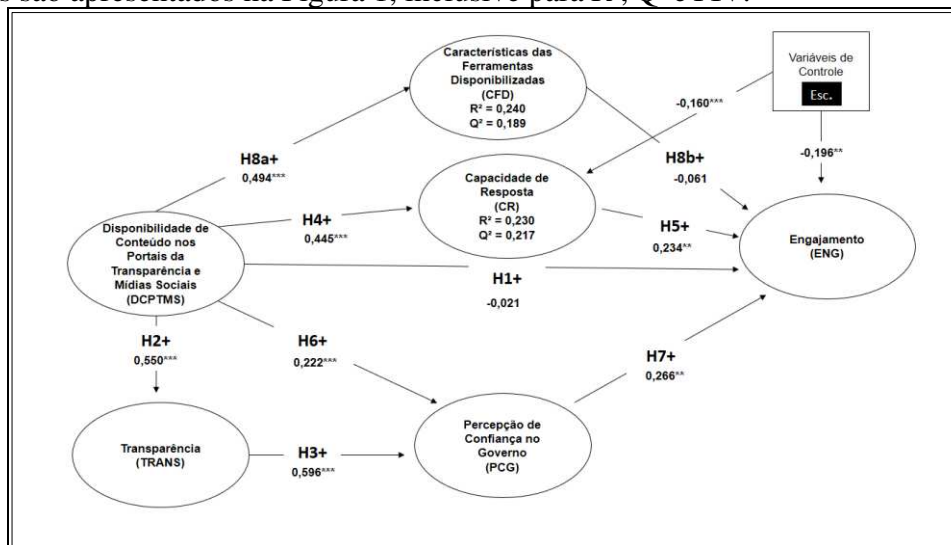 s são apresentados na Figura 1, inclusive para R², Q² e
Características das
Ferramentas
Disponibilizadas
(CFD)
R² = 0,240
Q² = 0,189
Variáveis de
Controle
Esc.
-0,160***
-0,196**
H8a+
0,494***
H8b+
-0,061
Capacidade de
Resposta
(CR)
R² = 0,230
Q² = 0,217
H4+
0,445***
H5+
0,234**
Disponibilidade de
Conteúdo nos
Portais da
Transparência e
Mídias Sociais
(DCPTMS)
Engajamento
(ENG)
H1+
-0,021
H2+
0,550***
H6+
0,222***
H7+
0,266**
Transparência
(TRANS)
H3+
0,596***
Percepção de
Confiança no
Governo
(PCG)